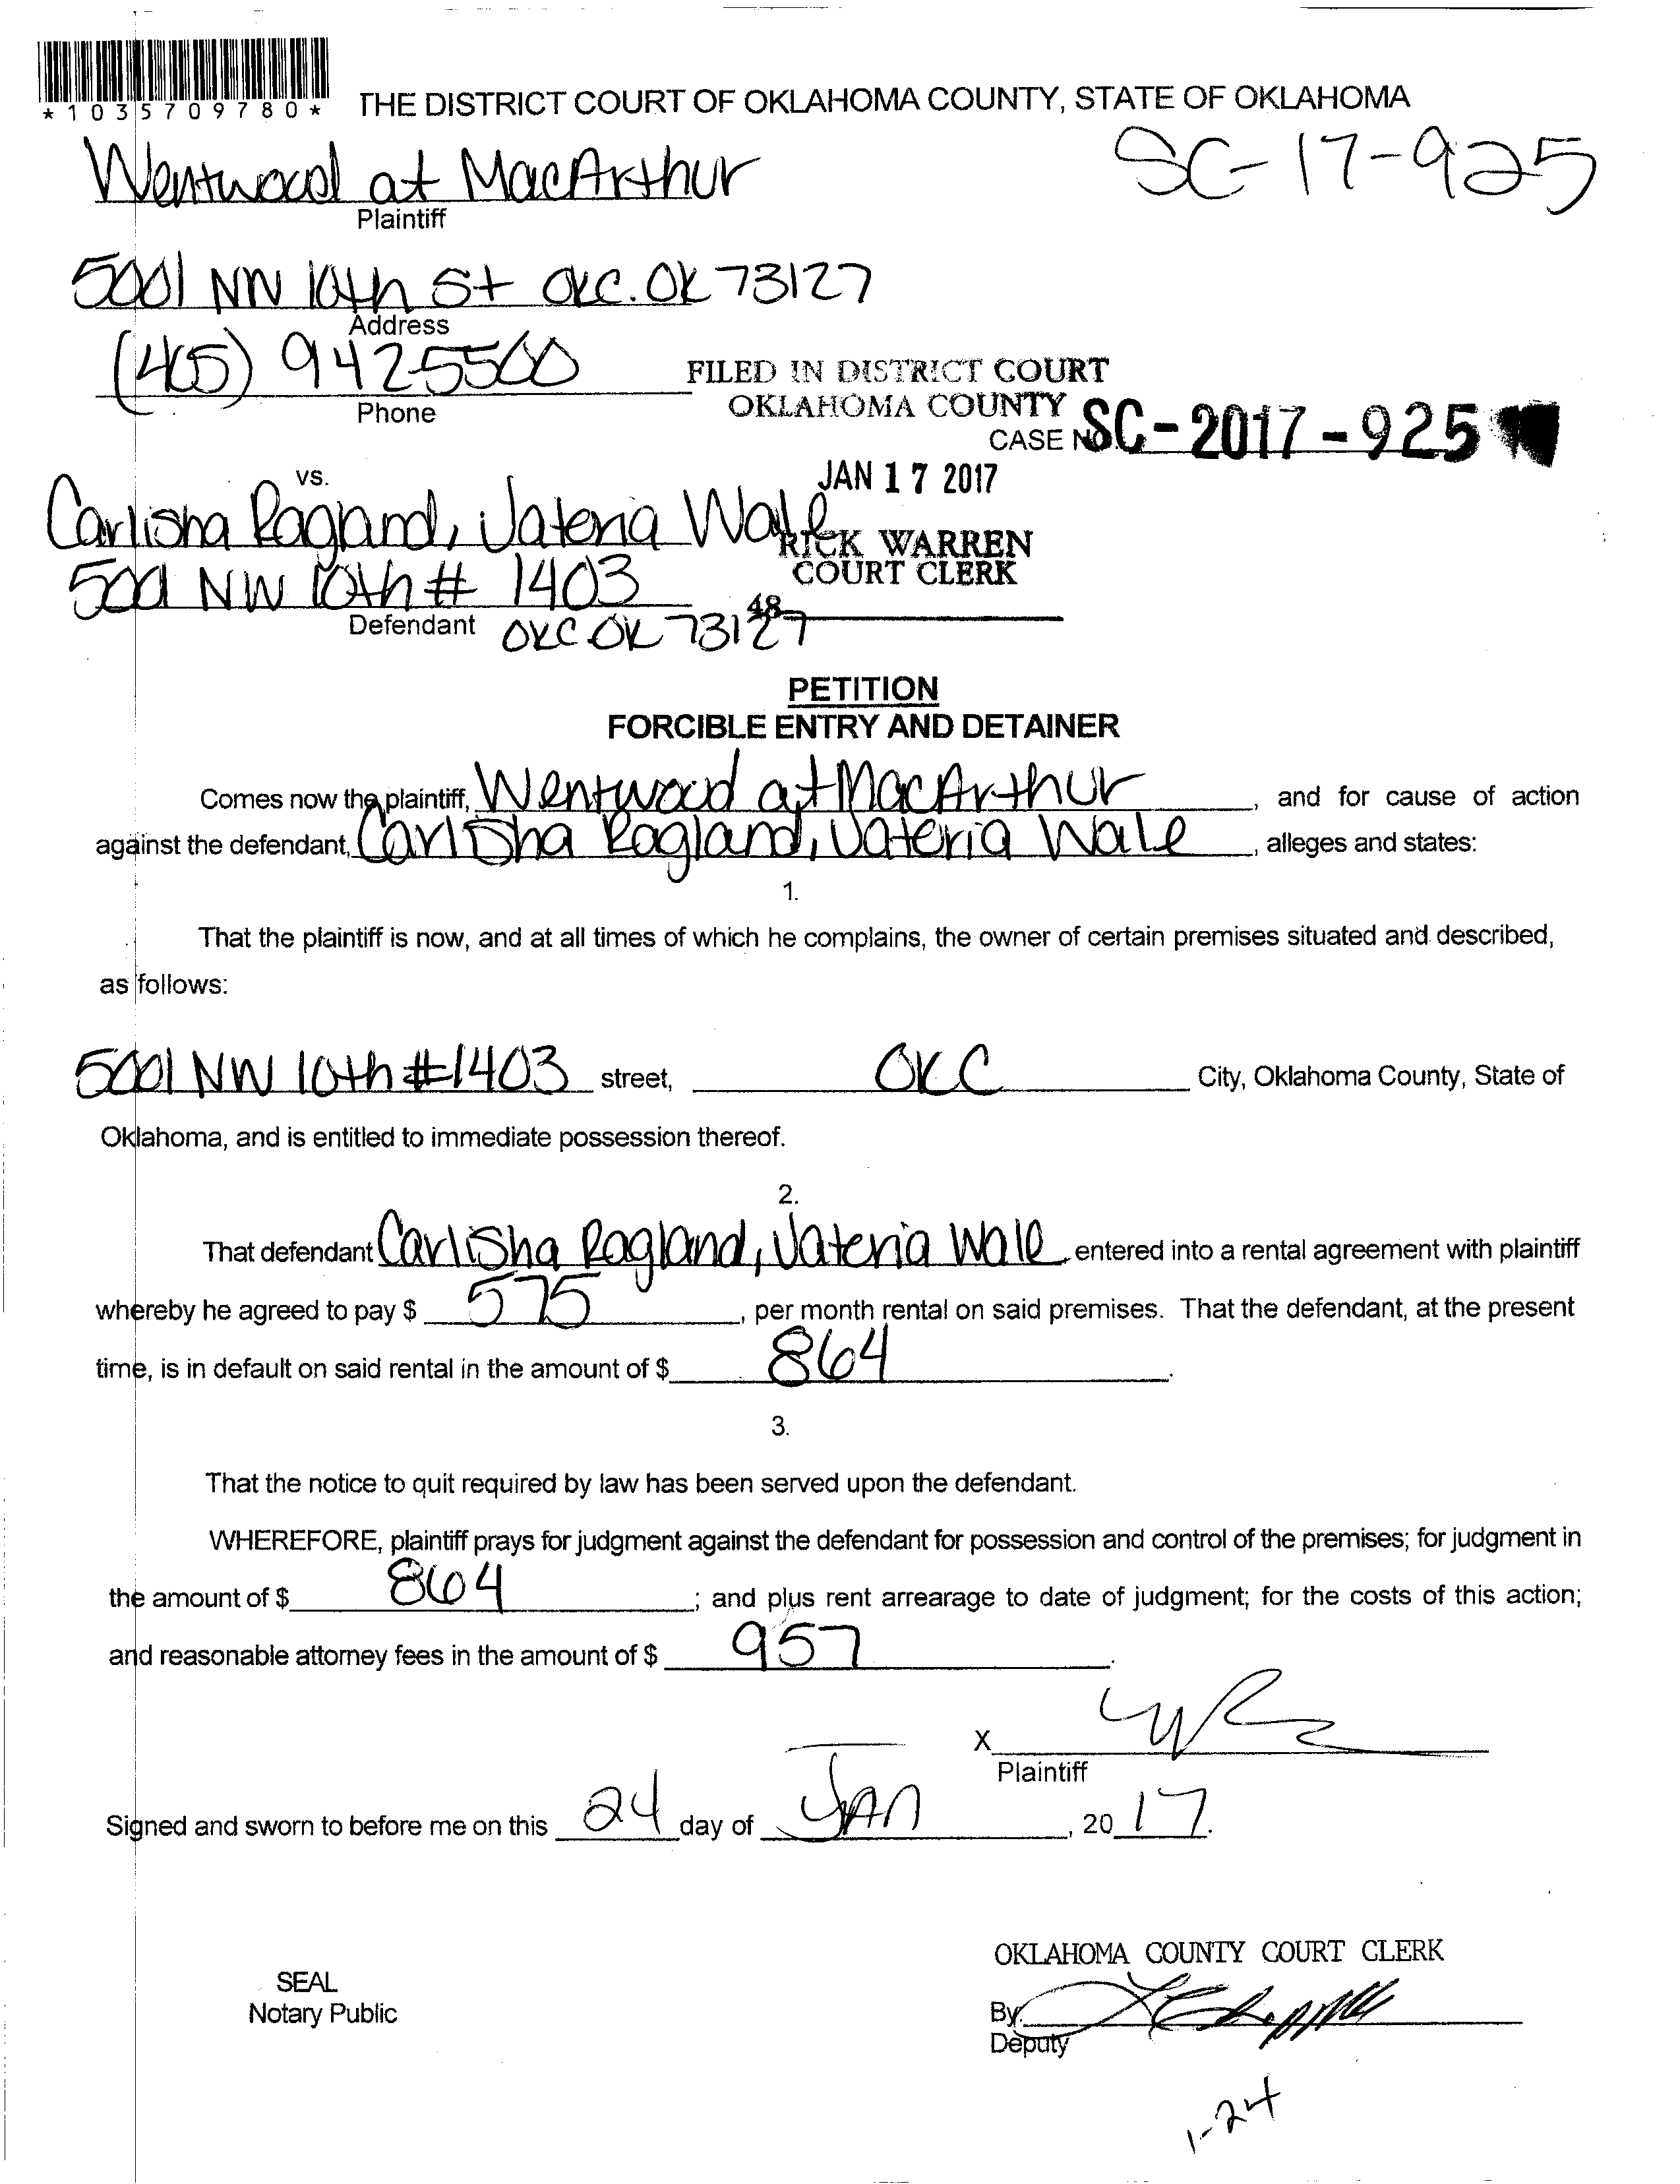 *1035709780*
THE DISTRICT COURT OF OKLAHOMA COUNTY, STATE OF OKLAHOMA
Wentwood at MacArthur
SC-17-925
Plaintiff
5001 NW 10th St OKC. OK 73127
Address
(405) 942 5500
FILED IN DISTRICT COURT
Phone
OKLAHOMA COUNTY
CASE NO. SC-2017-925
vs.
JAN 17 2017
Carlisha Ragland, Jateria Wale
RICK WARREN
COURT CLERK
5001 NW 10th # 1403
48
Defendant
OKC OK 73127
PETITION
FORCIBLE ENTRY AND DETAINER
Comes now the plaintiff, Wentwood at MacArthur, and for cause of action
against the defendant, Carlisha Ragland, Jateria Wale, alleges and states:
1.
That the plaintiff is now, and at all times of which he complains, the owner of certain premises situated and described,
as follows:
5001 NW 10th #1403 street, OKC City, Oklahoma County, State of
Oklahoma, and is entitled to immediate possession thereof.
2.
That defendant Carlisha Ragland, Jateria Wale entered into a rental agreement with plaintiff
whereby he agreed to pay $ 575, per month rental on said premises. That the defendant, at the present
time, is in default on said rental in the amount of $ 864.
3.
That the notice to quit required by law has been served upon the defendant.
WHEREFORE, plaintiff prays for judgment against the defendant for possession and control of the premises; for judgment in
the amount of $ 864; and plus rent arrearage to date of judgment; for the costs of this action;
and reasonable attorney fees in the amount of $ 957.
X
Plaintiff
Signed and sworn to before me on this 24 day of JAN, 20 17.
OKLAHOMA COUNTY COURT CLERK
SEAL
Notary Public
By
Deputy
1-24